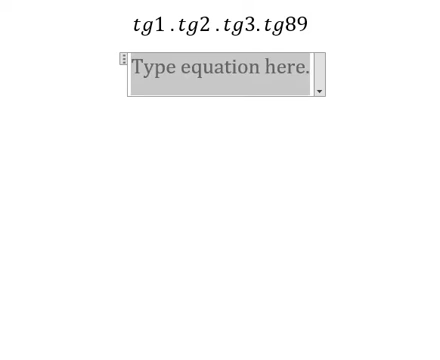 tg1 . tg2 . tg3. tg89
Type equation here.